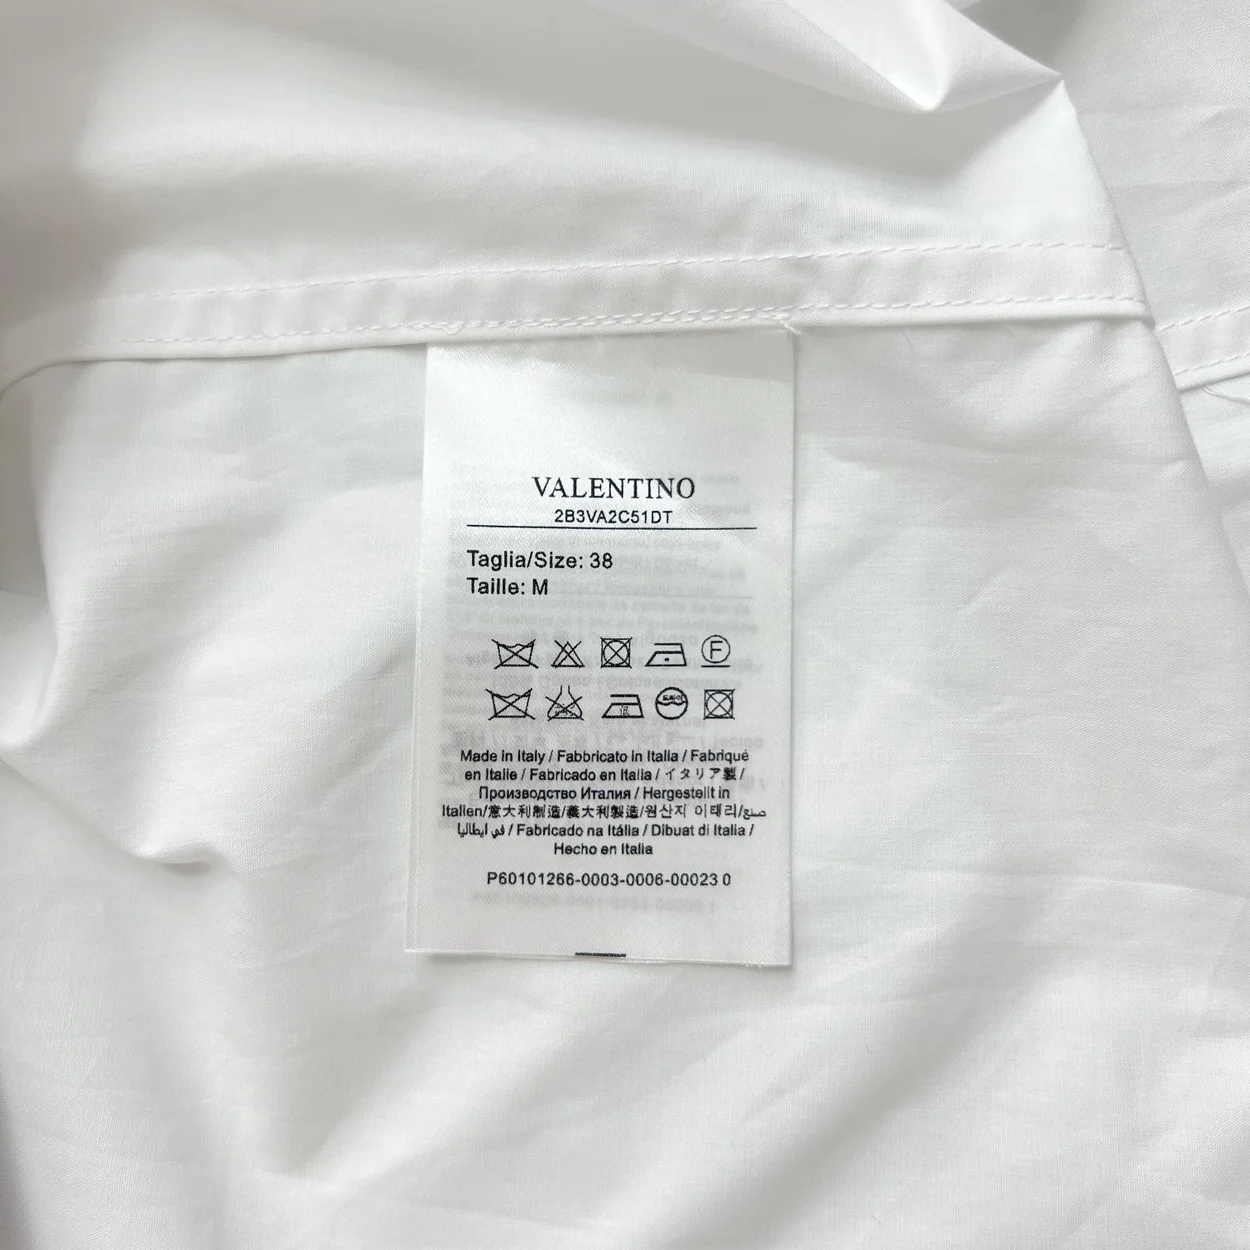 VALENTINO
2B3VA2C51DT
Taglia/Size: 38
Taille: M
F
드라이
Made in Italy / Fabbricato in Italia / Fabriqué
en Italie / Fabricado en Italia / イタリア製 /
Производство Италия / Hergestellt in
Italien/意大利制造/義大利製造/원산지 이태리/صنع
في ايطاليا / Fabricado na Itália / Dibuat di Italia /
Hecho en Italia
P60101266-0003-0006-00023 0